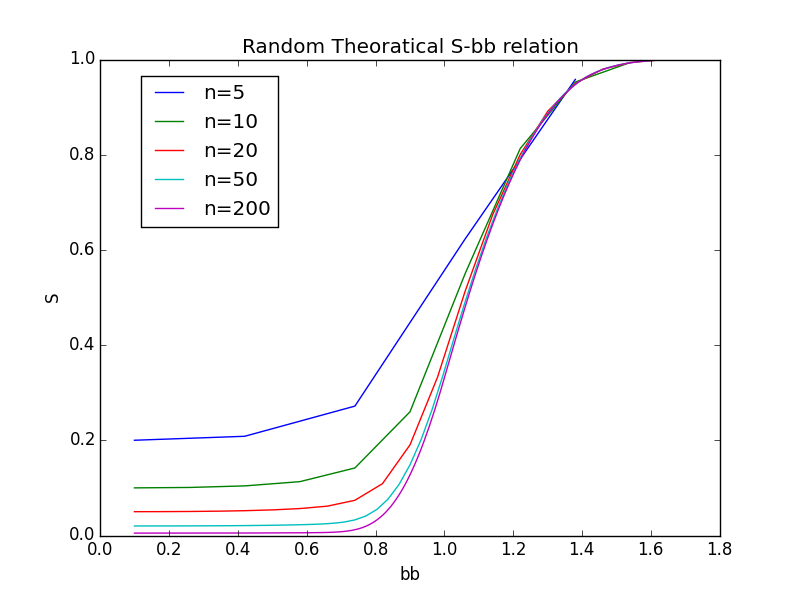 Random Theoratical S-bb relation
1.0
0.8
0.6
0.4
0.2
0.0
S
n=5
n=10
n=20
n=50
n=200
0.0 0.2 0.4 0.6 0.8 1.0 1.2 1.4 1.6 1.8
bb